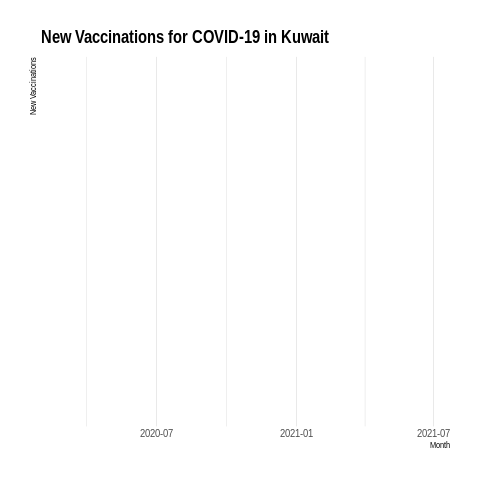 New Vaccinations for COVID-19 in Kuwait
New Vaccinations
2020-07 2021-01 2021-07
Month